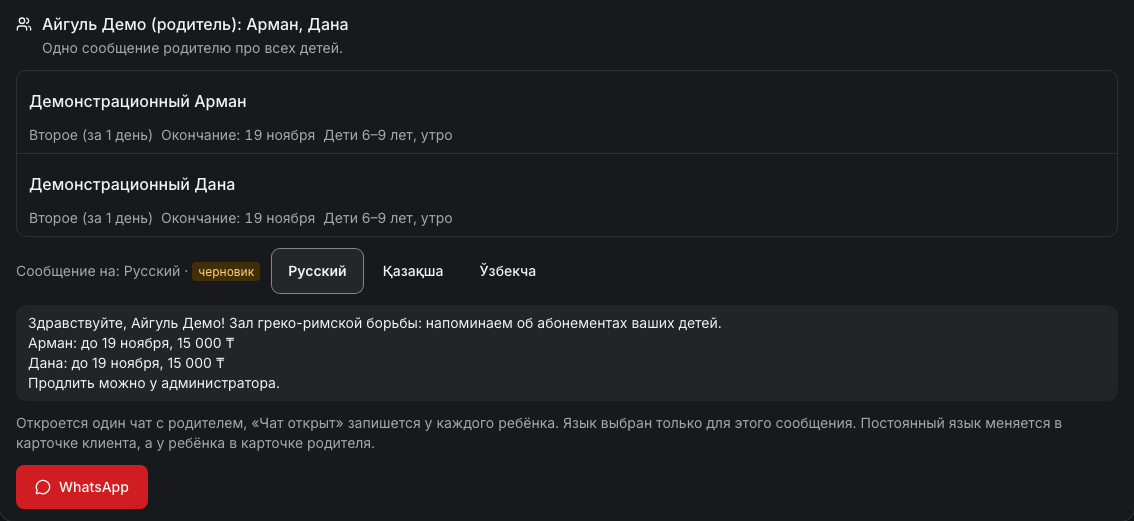 Айгуль Демо (родитель): Арман, Дана
Одно сообщение родителю про всех детей.
Демонстрационный Арман
Второе (за 1 день) Окончание: 19 ноября Дети 6–9 лет, утро
Демонстрационный Дана
Второе (за 1 день) Окончание: 19 ноября Дети 6–9 лет, утро
Сообщение на: Русский · черновик Русский Қазақша Ўзбекча
Здравствуйте, Айгуль Демо! Зал греко-римской борьбы: напоминаем об абонементах ваших детей.
Арман: до 19 ноября, 15 000 ₸
Дана: до 19 ноября, 15 000 ₸
Продлить можно у администратора.
Откроется один чат с родителем, «Чат открыт» запишется у каждого ребёнка. Язык выбран только для этого сообщения. Постоянный язык меняется в
карточке клиента, а у ребёнка в карточке родителя.
WhatsApp